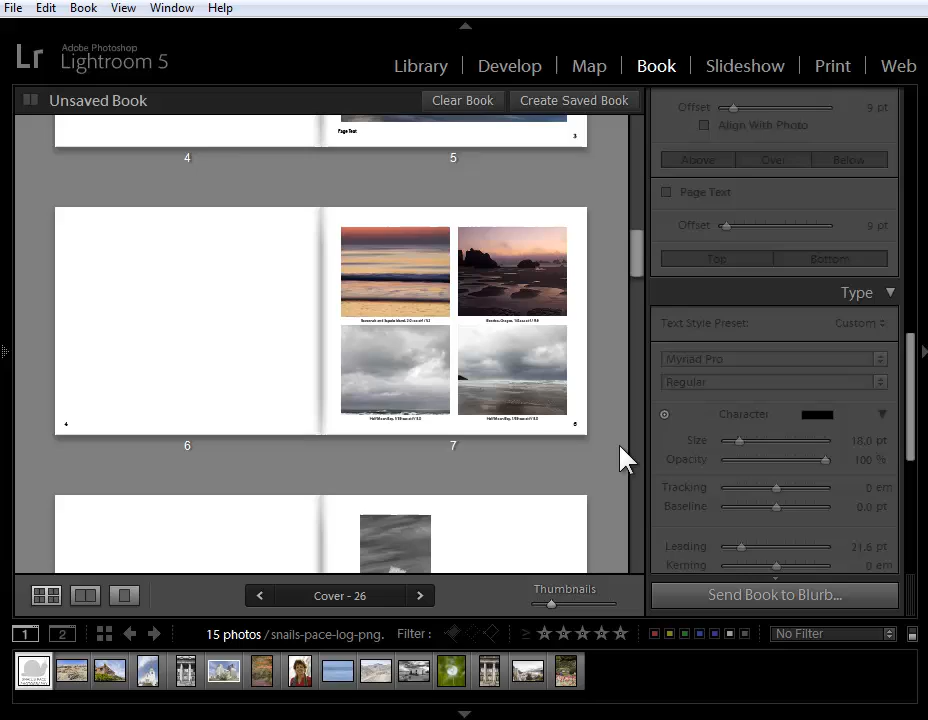 File Edit Book View Window Help
Lr Adobe Photoshop
Lightroom 5
Library Develop Map Book Slideshow Print Web
Unsaved Book Clear Book Create Saved Book
Offset 9 pt
Align With Photo
Above Over Below
Page Text
Offset 9 pt
Top Bottom
Type
Text Style Preset: Custom
Myriad Pro
Regular
Character
Size 18.0 pt
Opacity 100 %
Tracking 0 em
Baseline 0.0 pt
Leading 21.6 pt
Kerning 0 em
Page Text 3
4 5
4
6 7
Cover - 26
Thumbnails
Send Book to Blurb...
1 2 15 photos / snails-pace-log-png. Filter : ≥ No Filter